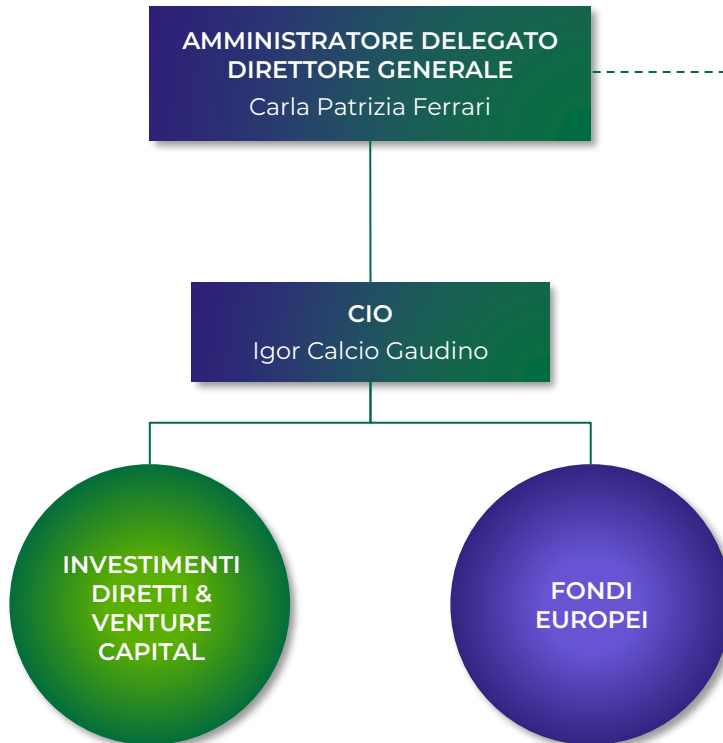 AMMINISTRATORE DELEGATO
DIRETTORE GENERALE
Carla Patrizia Ferrari
CIO
Igor Calcio Gaudino
INVESTIMENTI
DIRETTI &
VENTURE
CAPITAL
FONDI
EUROPEI